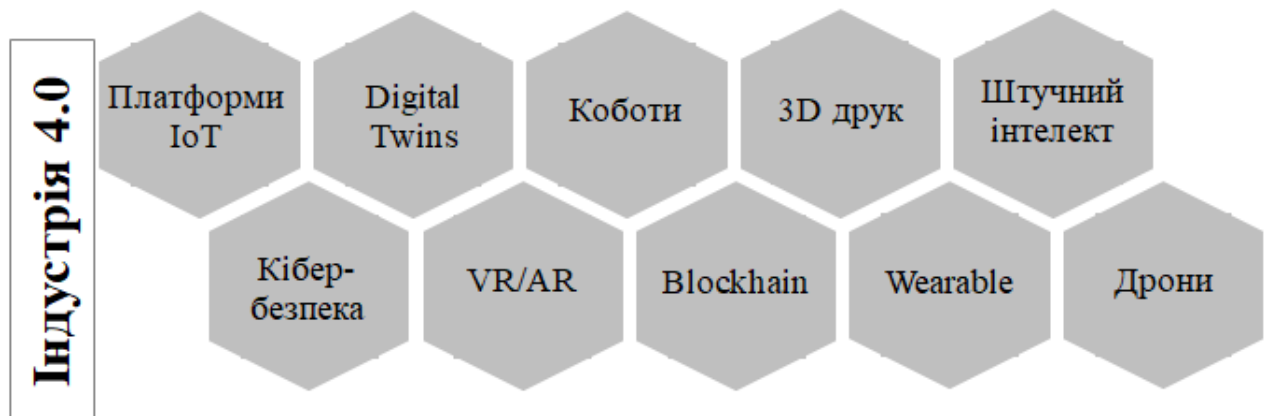 Індустрія 4.0
Платформи
IoT
Digital
Twins
Коботи
3D друк
Штучний
інтелект
Кібер-
безпека
VR/AR
Blockhain
Wearable
Дрони